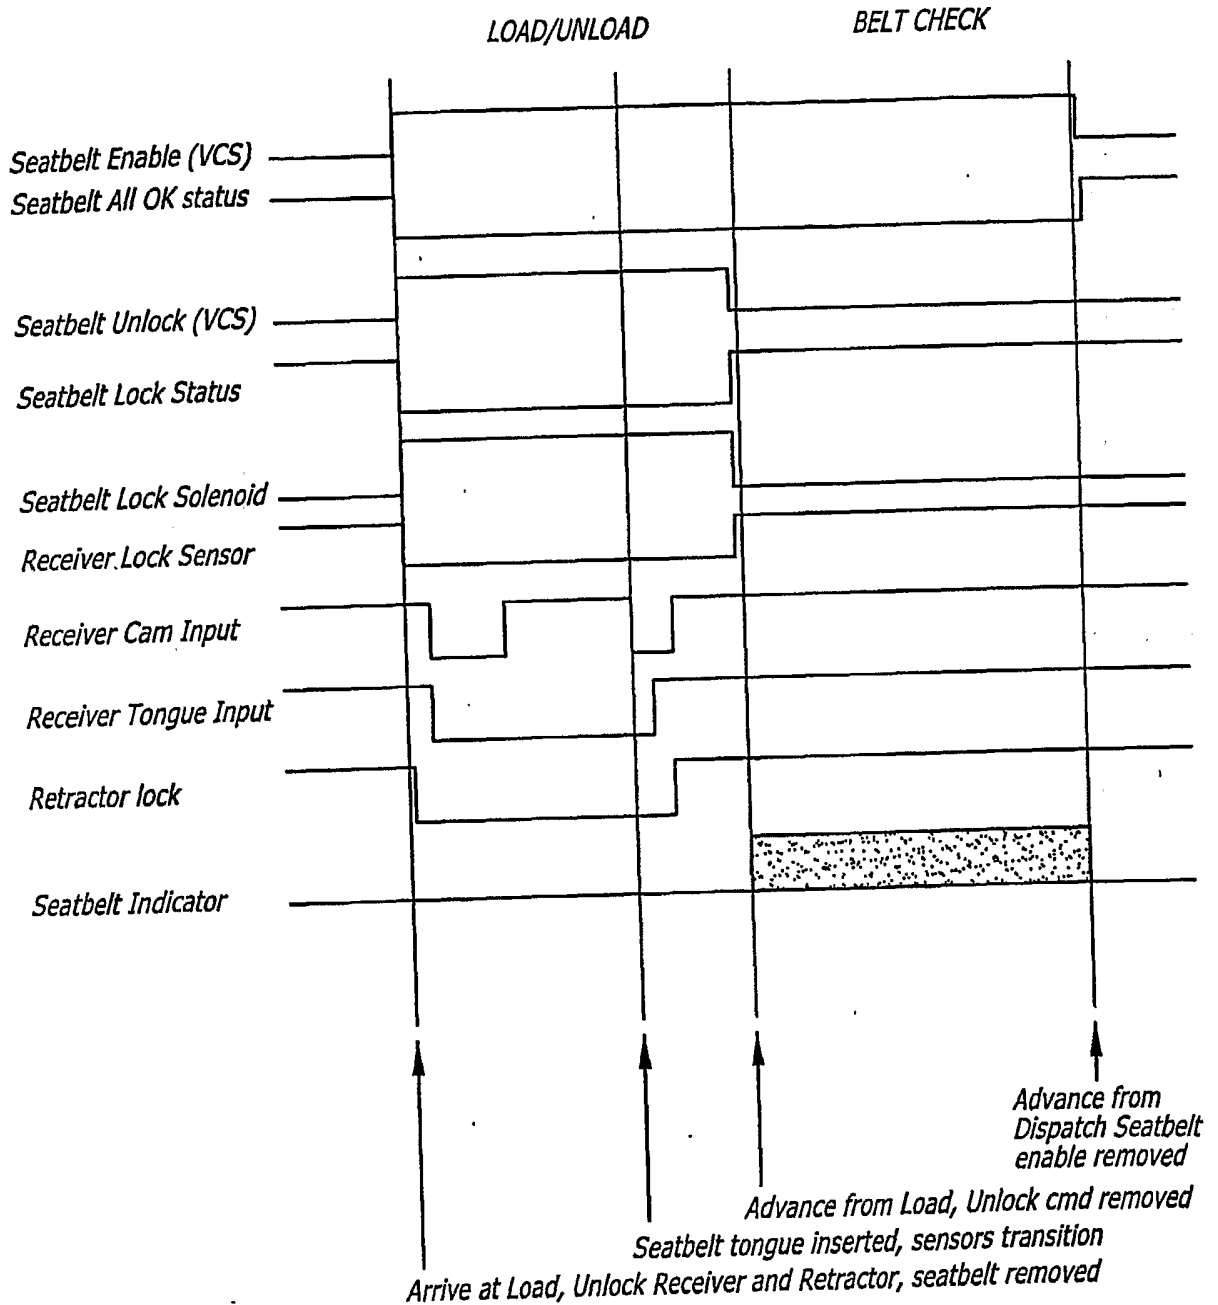 LOAD/UNLOAD
BELT CHECK
Seatbelt Enable (VCS)
Seatbelt All OK status
Seatbelt Unlock (VCS)
Seatbelt Lock Status
Seatbelt Lock Solenoid
Receiver Lock Sensor
Receiver Cam Input
Receiver Tongue Input
Retractor lock
Seatbelt Indicator
Advance from
Dispatch Seatbelt
enable removed
Advance from Load, Unlock cmd removed
Seatbelt tongue inserted, sensors transition
Arrive at Load, Unlock Receiver and Retractor, seatbelt removed